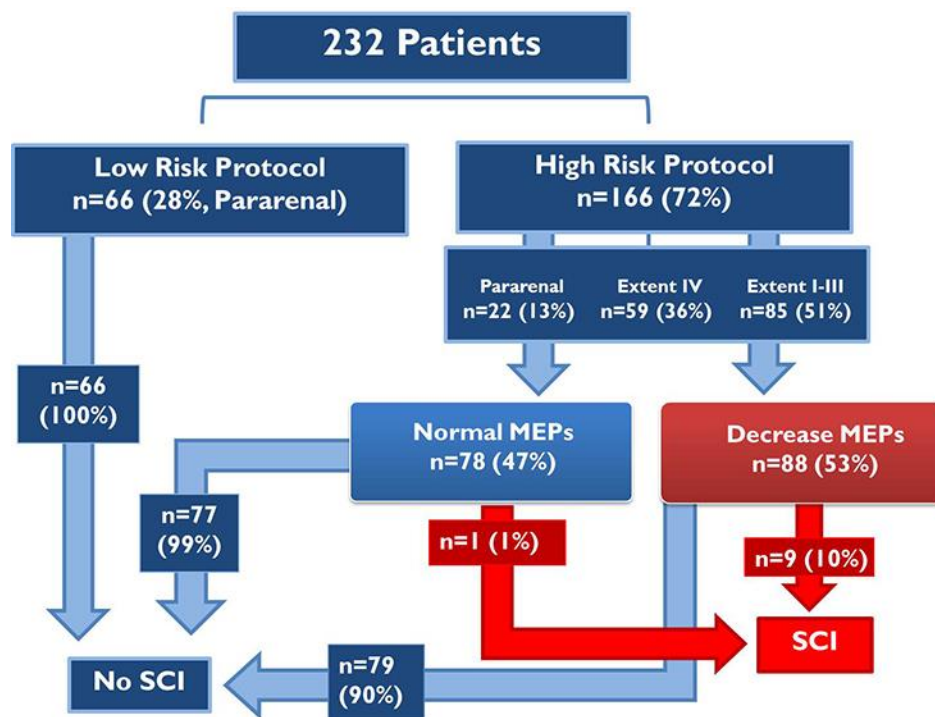 232 Patients
Low Risk Protocol
n=66 (28%, Pararenal)
High Risk Protocol
n=166 (72%)
Pararenal
n=22 (13%)
Extent IV
n=59 (36%)
Extent I-III
n=85 (51%)
n=66
(100%)
Normal MEPs
n=78 (47%)
Decrease MEPs
n=88 (53%)
n=77
(99%)
n=1 (1%)
n=9 (10%)
No SCI
n=79
(90%)
SCI